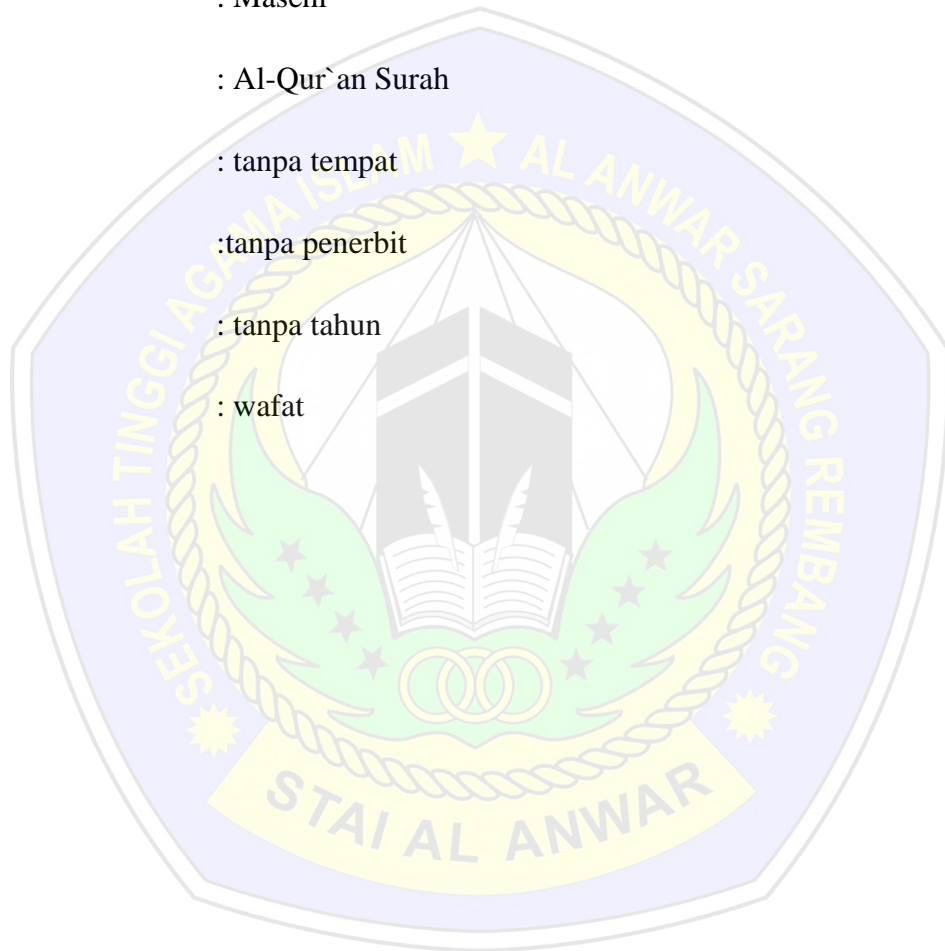 : Masehi
: Al-Qur`an Surah
: tanpa tempat
:tanpa penerbit
: tanpa tahun
: wafat
SEKOLAH TINGGI AGAMA ISLAM ★ AL ANWAR SARANG REMBANG
STAI AL ANWAR